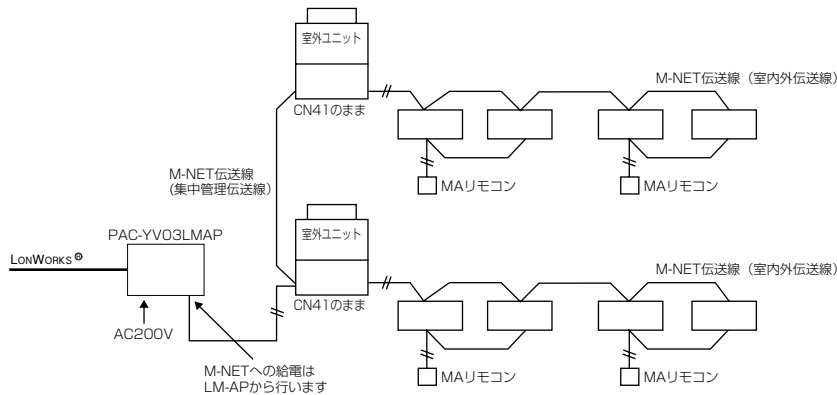 室外ユニット
CN41のまま
M-NET伝送線（室内外伝送線）
MAリモコン
MAリモコン
M-NET伝送線
(集中管理伝送線)
PAC-YV03LMAP
LONWORKS®
AC200V
M-NETへの給電は
LM-APから行います
室外ユニット
CN41のまま
M-NET伝送線（室内外伝送線）
MAリモコン
MAリモコン